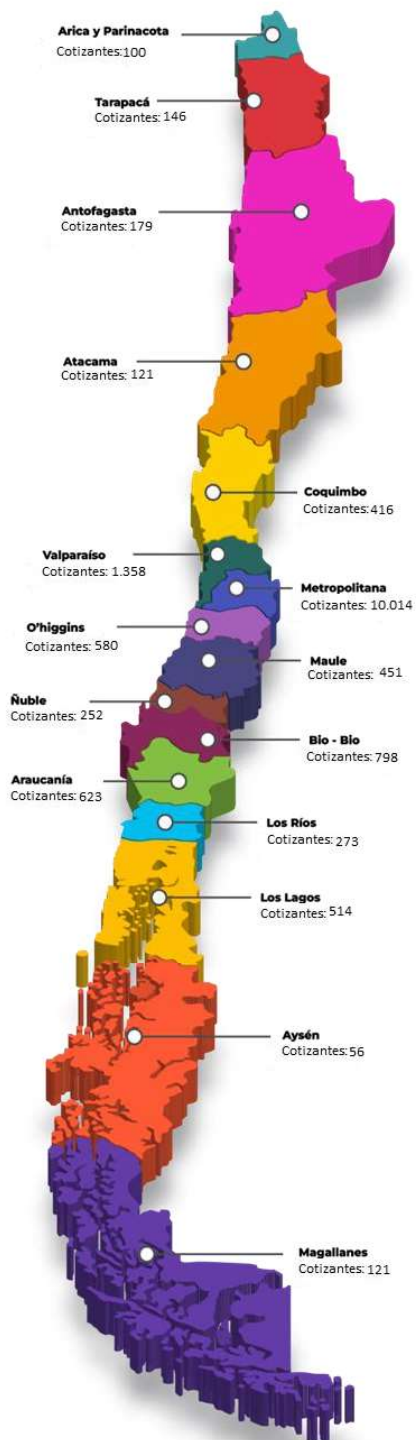 Arica y Parinacota
Cotizantes:100
Tarapacá
Cotizantes: 146
Antofagasta
Cotizantes: 179
Atacama
Cotizantes: 121
Coquimbo
Cotizantes: 416
Valparaíso
Cotizantes: 1.358
Metropolitana
Cotizantes: 10.014
O'higgins
Cotizantes: 580
Maule
Cotizantes: 451
Ñuble
Cotizantes: 252
Bio - Bio
Cotizantes: 798
Araucanía
Cotizantes: 623
Los Ríos
Cotizantes: 273
Los Lagos
Cotizantes: 514
Aysén
Cotizantes: 56
Magallanes
Cotizantes: 121